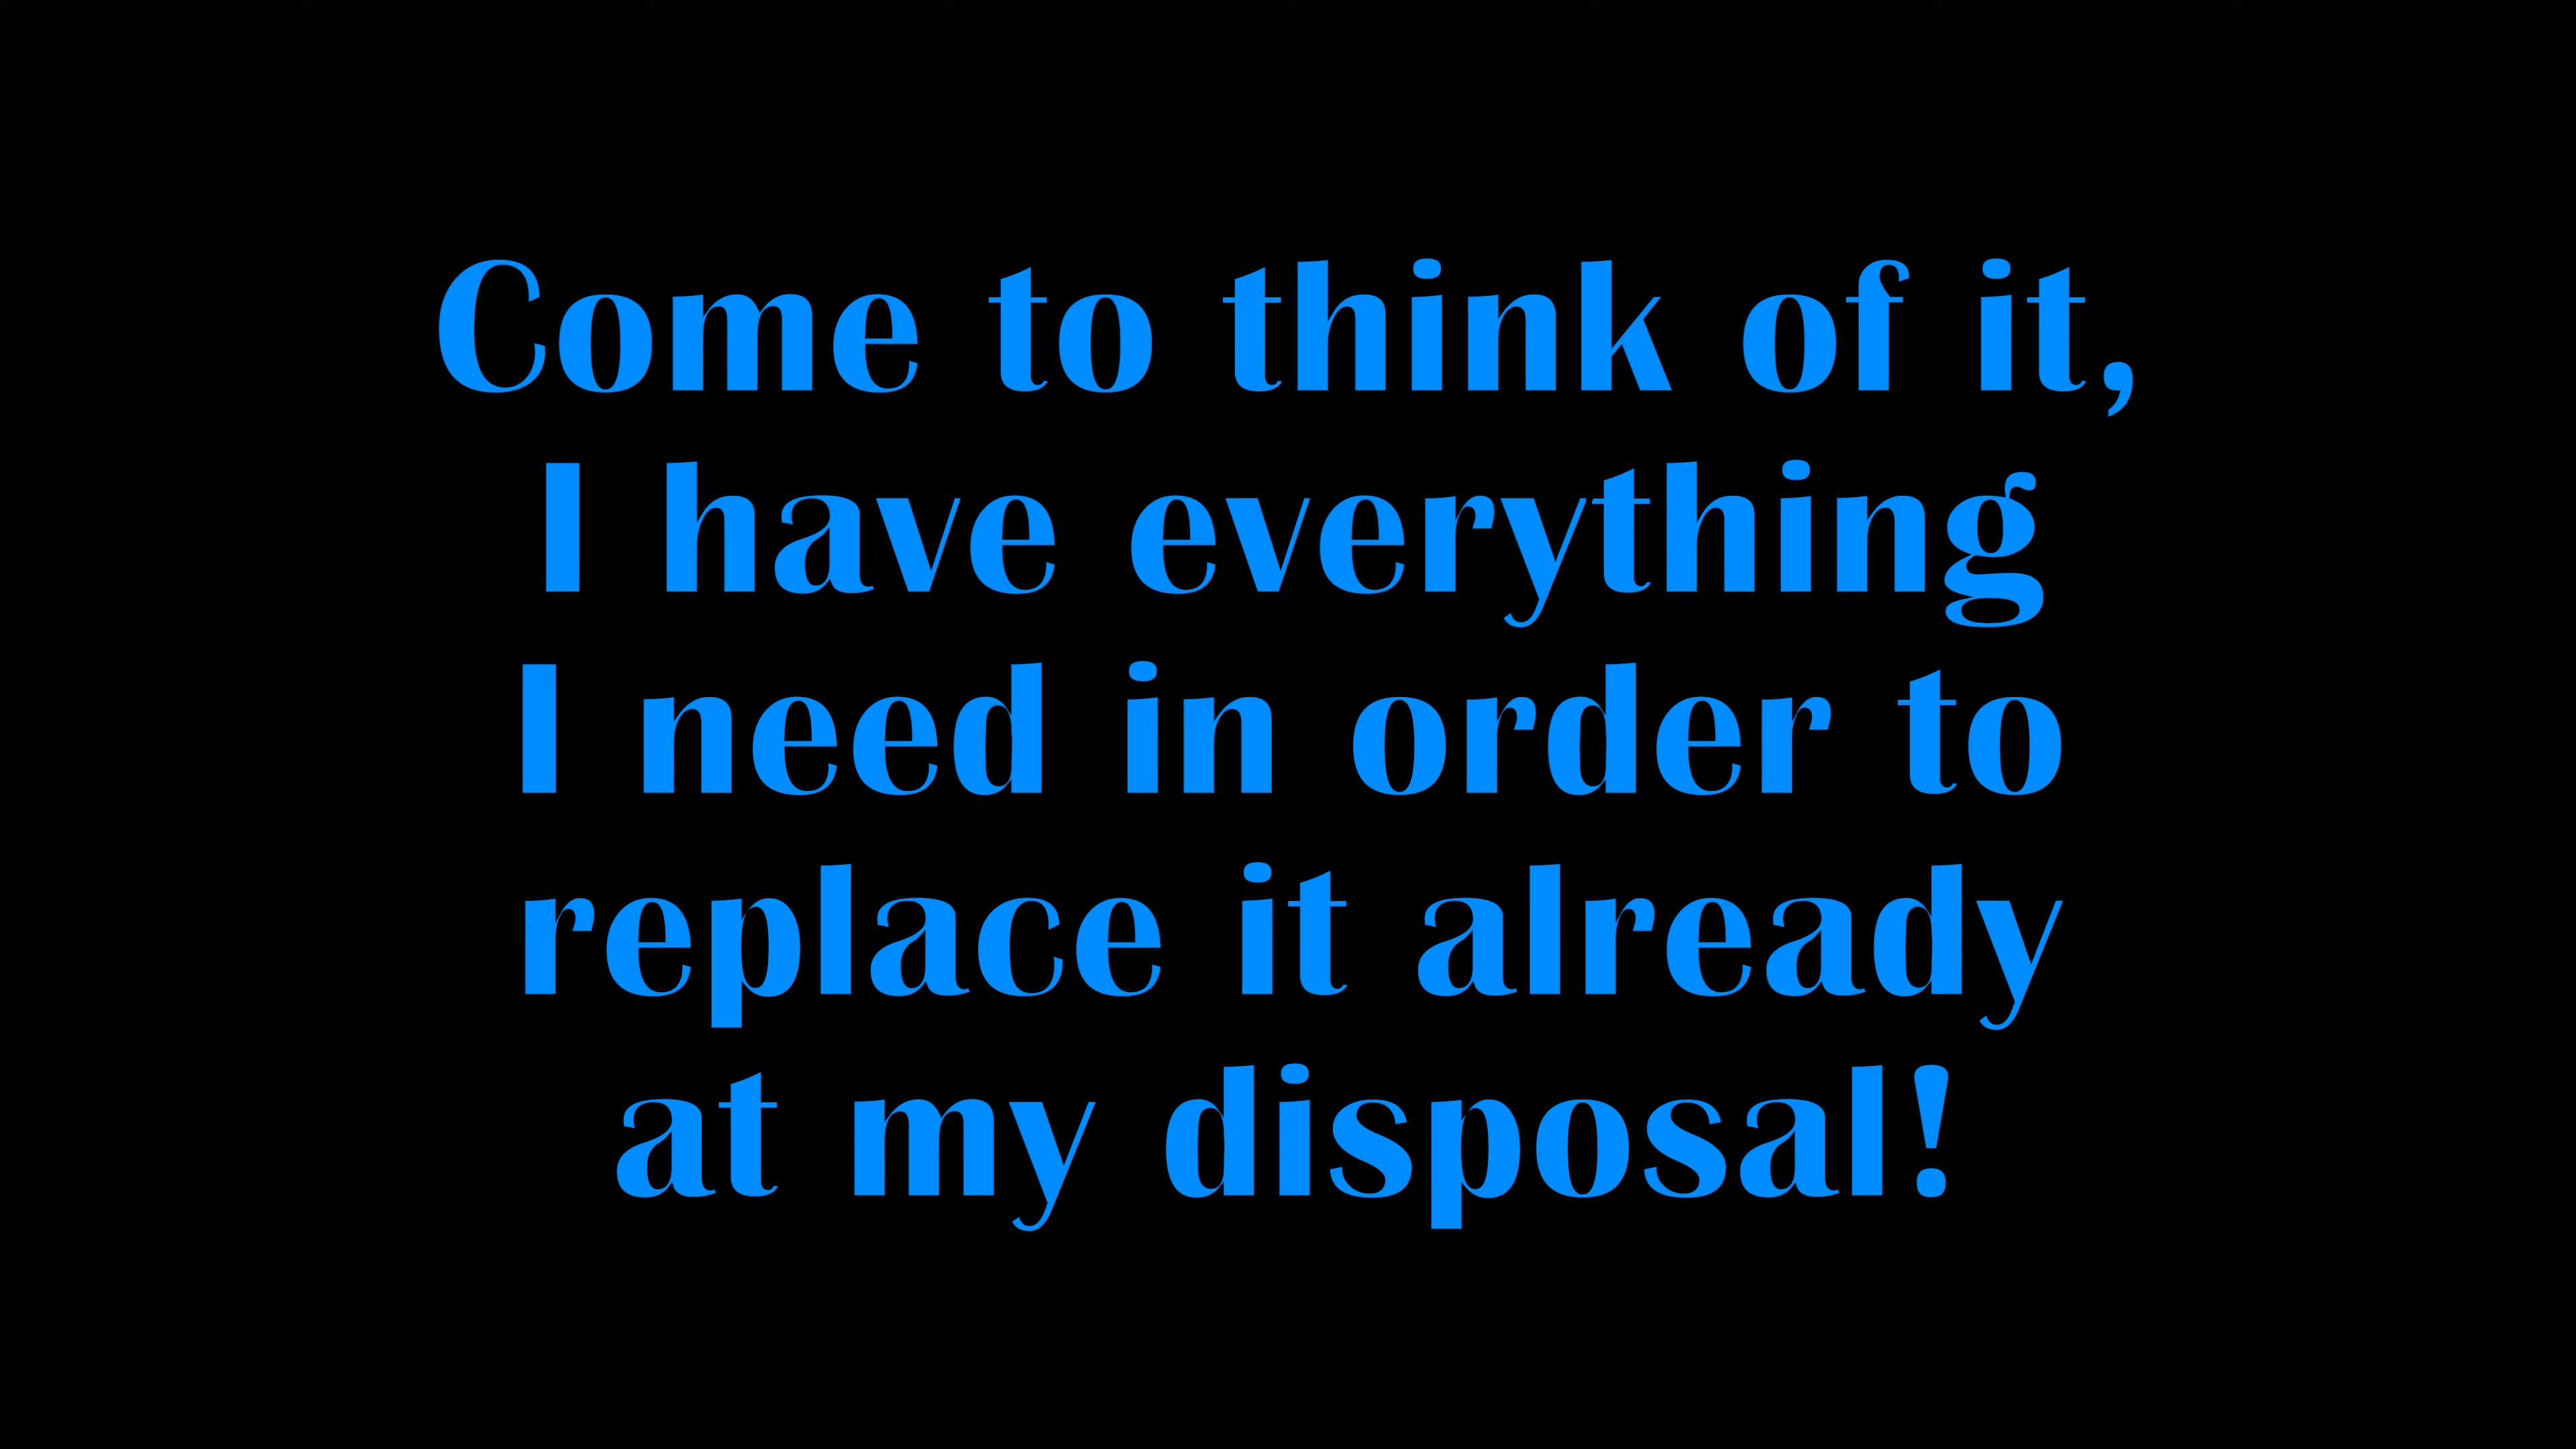 Come to think of it,
I have everything
I need in order to
replace it already
at my disposal!